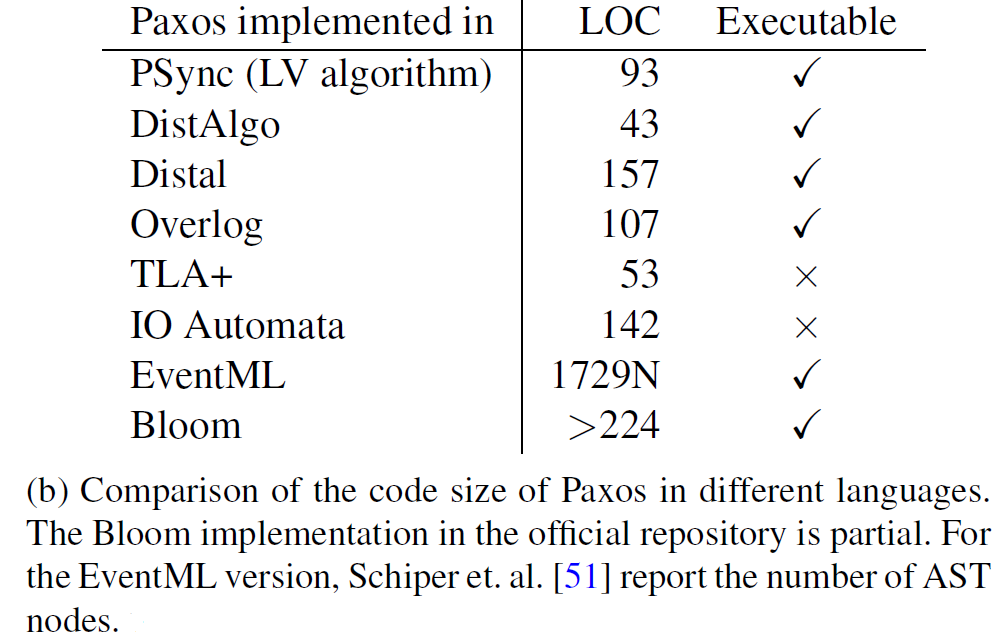 Paxos implemented in LOC Executable
PSync (LV algorithm) 93 ✓
DistAlgo 43 ✓
Distal 157 ✓
Overlog 107 ✓
TLA+ 53 ×
IO Automata 142 ×
EventML 1729N ✓
Bloom >224 ✓
(b) Comparison of the code size of Paxos in different languages.
The Bloom implementation in the official repository is partial. For
the EventML version, Schiper et. al. [51] report the number of AST
nodes.